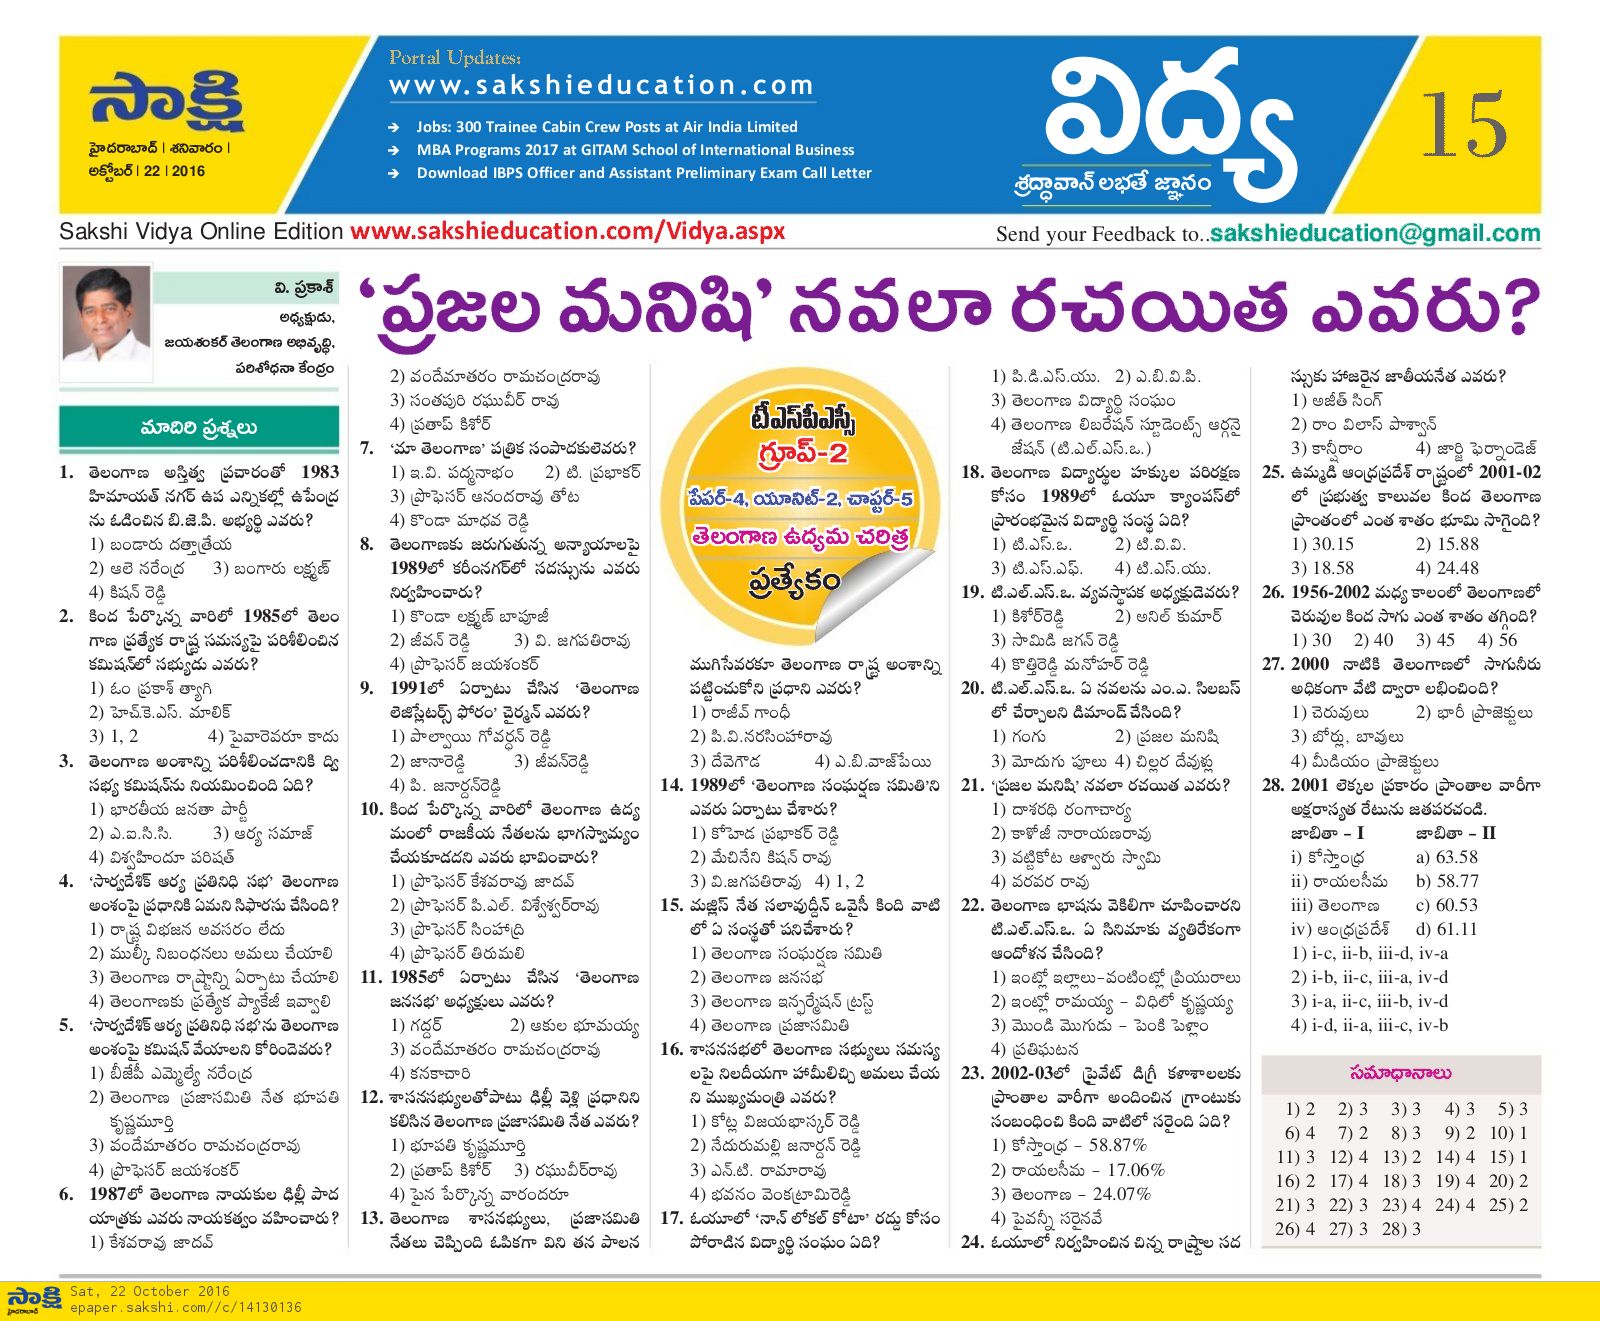 సాక్షి
హైదరాబాద్ | శనివారం |
అక్టోబర్ | 22 | 2016
Portal Updates:
www.sakshieducation.com
→ Jobs: 300 Trainee Cabin Crew Posts at Air India Limited
→ MBA Programs 2017 at GITAM School of International Business
→ Download IBPS Officer and Assistant Preliminary Exam Call Letter
విద్య
శ్రద్ధావాన్ లభతే జ్ఞానం
15
Sakshi Vidya Online Edition www.sakshieducation.com/Vidya.aspx
Send your Feedback to..sakshieducation@gmail.com
వి. ప్రకాశ్
అధ్యక్షుడు,
జయశంకర్ తెలంగాణ అభివృద్ధి,
పరిశోధనా కేంద్రం
‘ప్రజల మనిషి’ నవలా రచయిత ఎవరు?
మాదిరి ప్రశ్నలు
1. తెలంగాణ అస్తిత్వ ప్రచారంతో 1983
హిమాయత్ నగర్ ఉప ఎన్నికల్లో ఉపేంద్ర
ను ఓడించిన బి.జె.పి. అభ్యర్థి ఎవరు?
1) బండారు దత్తాత్రేయ
2) ఆలె నరేంద్ర 3) బంగారు లక్ష్మణ్
4) కిషన్ రెడ్డి
2. కింద పేర్కొన్న వారిలో 1985లో తెలం
గాణ ప్రత్యేక రాష్ట్ర సమస్యపై పరిశీలించిన
కమిషన్‌లో సభ్యుడు ఎవరు?
1) ఓం ప్రకాశ్ త్యాగి
2) హెచ్.కె.ఎస్. మాలిక్
3) 1, 2 4) పైవారెవరూ కాదు
3. తెలంగాణ అంశాన్ని పరిశీలించడానికి ద్వి
సభ్య కమిషన్‌ను నియమించింది ఏది?
1) భారతీయ జనతా పార్టీ
2) ఎ.ఐ.సి.సి. 3) ఆర్య సమాజ్
4) విశ్వహిందూ పరిషత్
4. ‘సార్వదేశిక్ ఆర్య ప్రతినిధి సభ’ తెలంగాణ
అంశంపై ప్రధానికి ఏమని సిఫారసు చేసింది?
1) రాష్ట్ర విభజన అవసరం లేదు
2) ముల్కీ నిబంధనలు అమలు చేయాలి
3) తెలంగాణ రాష్ట్రాన్ని ఏర్పాటు చేయాలి
4) తెలంగాణకు ప్రత్యేక ప్యాకేజీ ఇవ్వాలి
5. ‘సార్వదేశిక్ ఆర్య ప్రతినిధి సభ’ను తెలంగాణ
అంశంపై కమిషన్ వేయాలని కోరిందెవరు?
1) బీజేపీ ఎమ్మెల్యే నరేంద్ర
2) తెలంగాణ ప్రజాసమితి నేత భూపతి
కృష్ణమూర్తి
3) వందేమాతరం రామచంద్రరావు
4) ప్రొఫెసర్ జయశంకర్
6. 1987లో తెలంగాణ నాయకుల ఢిల్లీ పాద
యాత్రకు ఎవరు నాయకత్వం వహించారు?
1) కేశవరావు జాదవ్
2) వందేమాతరం రామచంద్రరావు
3) సంతపురి రఘువీర్ రావు
4) ప్రతాప్ కిశోర్
7. ‘మా తెలంగాణ’ పత్రిక సంపాదకులెవరు?
1) ఇ.వి. పద్మనాభం 2) టి. ప్రభాకర్
3) ప్రొఫెసర్ ఆనందరావు తోట
4) కొండా మాధవ రెడ్డి
8. తెలంగాణకు జరుగుతున్న అన్యాయాలపై
1989లో కరీంనగర్‌లో సదస్సును ఎవరు
నిర్వహించారు?
1) కొండా లక్ష్మణ్ బాపూజీ
2) జీవన్ రెడ్డి 3) వి. జగపతిరావు
4) ప్రొఫెసర్ జయశంకర్
9. 1991లో ఏర్పాటు చేసిన ‘తెలంగాణ
లెజిస్లేటర్స్ ఫోరం’ చైర్మన్ ఎవరు?
1) పాల్వాయి గోవర్ధన్ రెడ్డి
2) జానారెడ్డి 3) జీవన్‌రెడ్డి
4) పి. జనార్దన్‌రెడ్డి
10. కింద పేర్కొన్న వారిలో తెలంగాణ ఉద్య
మంలో రాజకీయ నేతలను భాగస్వామ్యం
చేయకూడదని ఎవరు భావించారు?
1) ప్రొఫెసర్ కేశవరావు జాదవ్
2) ప్రొఫెసర్ పి.ఎల్. విశ్వేశ్వర్‌రావు
3) ప్రొఫెసర్ సింహాద్రి
4) ప్రొఫెసర్ తిరుమలి
11. 1985లో ఏర్పాటు చేసిన ‘తెలంగాణ
జనసభ’ అధ్యక్షులు ఎవరు?
1) గద్దర్ 2) ఆకుల భూమయ్య
3) వందేమాతరం రామచంద్రరావు
4) కనకాచారి
12. శాసనసభ్యులతోపాటు ఢిల్లీ వెళ్లి ప్రధానిని
కలిసిన తెలంగాణ ప్రజాసమితి నేత ఎవరు?
1) భూపతి కృష్ణమూర్తి
2) ప్రతాప్ కిశోర్ 3) రఘువీర్‌రావు
4) పైన పేర్కొన్న వారందరూ
13. తెలంగాణ శాసనభ్యులు, ప్రజాసమితి
నేతలు చెప్పింది ఓపికగా విని తన పాలన
టీఎస్‌పీఎస్సీ
గ్రూప్-2
పేపర్-4, యూనిట్-2, చాప్టర్-5
తెలంగాణ ఉద్యమ చరిత్ర
ప్రత్యేకం
ముగిసేవరకూ తెలంగాణ రాష్ట్ర అంశాన్ని
పట్టించుకోని ప్రధాని ఎవరు?
1) రాజీవ్ గాంధీ
2) పి.వి.నరసింహారావు
3) దేవెగౌడ 4) ఎ.బి.వాజ్‌పేయి
14. 1989లో ‘తెలంగాణ సంఘర్షణ సమితి’ని
ఎవరు ఏర్పాటు చేశారు?
1) కోహెడ ప్రభాకర్ రెడ్డి
2) మేచినేని కిషన్ రావు
3) వి.జగపతిరావు 4) 1, 2
15. మజ్లిస్ నేత సలావుద్దీన్ ఒవైసీ కింది వాటి
లో ఏ సంస్థతో పనిచేశారు?
1) తెలంగాణ సంఘర్షణ సమితి
2) తెలంగాణ జనసభ
3) తెలంగాణ ఇన్ఫర్మేషన్ ట్రస్ట్
4) తెలంగాణ ప్రజాసమితి
16. శాసనసభలో తెలంగాణ సభ్యులు సమస్య
లపై నిలదీయగా హామీలిచ్చి అమలు చేయ
ని ముఖ్యమంత్రి ఎవరు?
1) కోట్ల విజయభాస్కర్ రెడ్డి
2) నేదురుమల్లి జనార్దన్ రెడ్డి
3) ఎన్.టి. రామారావు
4) భవనం వెంకట్రామిరెడ్డి
17. ఓయూలో ‘నాన్ లోకల్ కోటా’ రద్దు కోసం
పోరాడిన విద్యార్థి సంఘం ఏది?
1) పి.డి.ఎస్.యు. 2) ఎ.బి.వి.పి.
3) తెలంగాణ విద్యార్థి సంఘం
4) తెలంగాణ లిబరేషన్ స్టూడెంట్స్ ఆర్గనై
జేషన్ (టి.ఎల్.ఎస్.ఒ.)
18. తెలంగాణ విద్యార్థుల హక్కుల పరిరక్షణ
కోసం 1989లో ఓయూ క్యాంపస్‌లో
ప్రారంభమైన విద్యార్థి సంస్థ ఏది?
1) టి.ఎస్.ఒ. 2) టి.వి.వి.
3) టి.ఎస్.ఎఫ్. 4) టి.ఎస్.యు.
19. టి.ఎల్.ఎస్.ఒ. వ్యవస్థాపక అధ్యక్షుడెవరు?
1) కిశోర్‌రెడ్డి 2) అనిల్ కుమార్
3) సామిడి జగన్ రెడ్డి
4) కొత్తిరెడ్డి మనోహర్ రెడ్డి
20. టి.ఎల్.ఎస్.ఒ. ఏ నవలను ఎం.ఎ. సిలబస్
లో చేర్చాలని డిమాండ్ చేసింది?
1) గంగు 2) ప్రజల మనిషి
3) మోదుగు పూలు 4) చిల్లర దేవుళ్లు
21. ‘ప్రజల మనిషి’ నవలా రచయిత ఎవరు?
1) దాశరథి రంగాచార్య
2) కాళోజీ నారాయణరావు
3) వట్టికోట ఆళ్వారు స్వామి
4) వరవర రావు
22. తెలంగాణ భాషను వెకిలిగా చూపించారని
టి.ఎల్.ఎస్.ఒ. ఏ సినిమాకు వ్యతిరేకంగా
ఆందోళన చేసింది?
1) ఇంట్లో ఇల్లాలు-వంటింట్లో ప్రియురాలు
2) ఇంట్లో రామయ్య - విధిలో కృష్ణయ్య
3) మొండి మొగుడు - పెంకి పెళ్లాం
4) ప్రతిఘటన
23. 2002-03లో ప్రైవేట్ డిగ్రీ కళాశాలలకు
ప్రాంతాల వారీగా అందించిన గ్రాంటుకు
సంబంధించి కింది వాటిలో సరైంది ఏది?
1) కోస్తాంధ్ర - 58.87%
2) రాయలసీమ - 17.06%
3) తెలంగాణ - 24.07%
4) పైవన్నీ సరైనవే
24. ఓయూలో నిర్వహించిన చిన్న రాష్ట్రాల సద
స్సుకు హాజరైన జాతీయనేత ఎవరు?
1) అజిత్ సింగ్
2) రాం విలాస్ పాశ్వాన్
3) కాన్షీరాం 4) జార్జి ఫెర్నాండెజ్
25. ఉమ్మడి ఆంధ్రప్రదేశ్ రాష్ట్రంలో 2001-02
లో ప్రభుత్వ కాలువల కింద తెలంగాణ
ప్రాంతంలో ఎంత శాతం భూమి సాగైంది?
1) 30.15 2) 15.88
3) 18.58 4) 24.48
26. 1956-2002 మధ్య కాలంలో తెలంగాణలో
చెరువుల కింద సాగు ఎంత శాతం తగ్గింది?
1) 30 2) 40 3) 45 4) 56
27. 2000 నాటికి తెలంగాణలో సాగునీరు
అధికంగా వేటి ద్వారా లభించింది?
1) చెరువులు 2) భారీ ప్రాజెక్టులు
3) బోర్లు, బావులు
4) మీడియం ప్రాజెక్టులు
28. 2001 లెక్కల ప్రకారం ప్రాంతాల వారీగా
అక్షరాస్యత రేటును జతపరచండి.
జాబితా - I జాబితా - II
i) కోస్తాంధ్ర a) 63.58
ii) రాయలసీమ b) 58.77
iii) తెలంగాణ c) 60.53
iv) ఆంధ్రప్రదేశ్ d) 61.11
1) i-c, ii-b, iii-d, iv-a
2) i-b, ii-c, iii-a, iv-d
3) i-a, ii-c, iii-b, iv-d
4) i-d, ii-a, iii-c, iv-b
సమాధానాలు
1) 2 2) 3 3) 3 4) 3 5) 3
6) 4 7) 2 8) 3 9) 2 10) 1
11) 3 12) 4 13) 2 14) 4 15) 1
16) 2 17) 4 18) 3 19) 4 20) 2
21) 3 22) 3 23) 4 24) 4 25) 2
26) 4 27) 3 28) 3
సాక్షి
హైదరాబాద్
Sat, 22 October 2016
epaper.sakshi.com//c/14130136